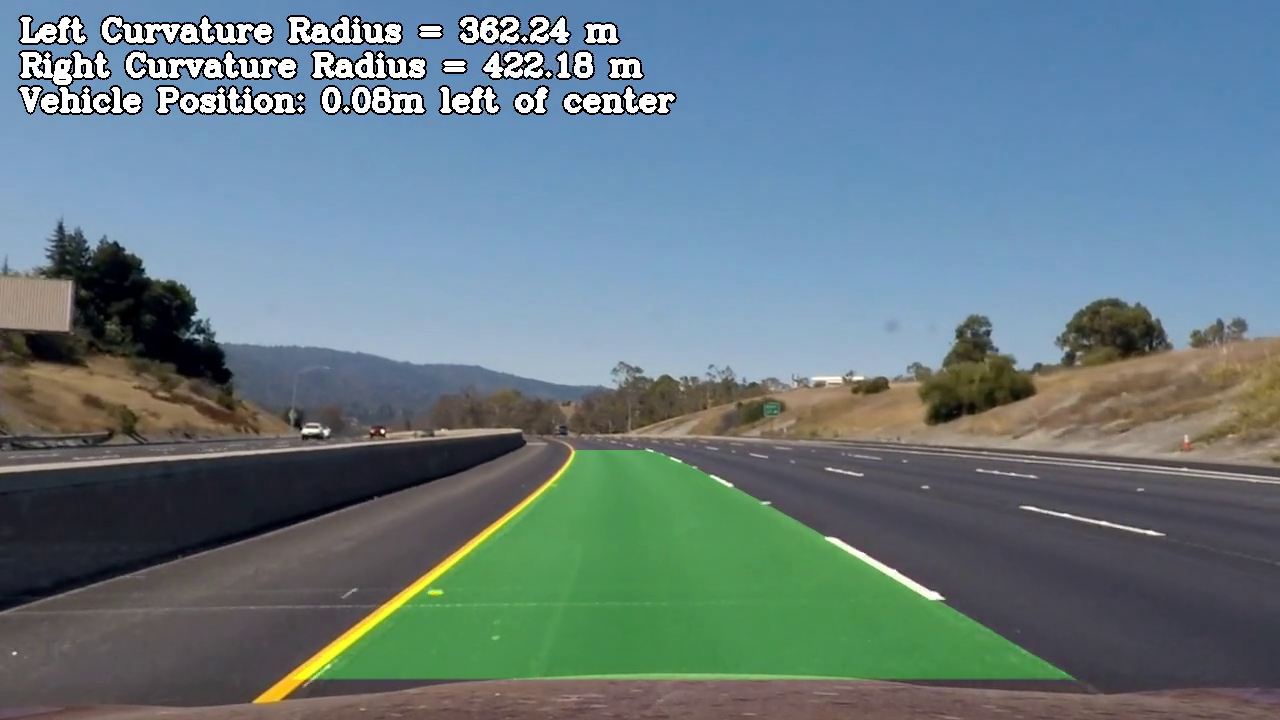 Left Curvature Radius = 362.24 m
Right Curvature Radius = 422.18 m
Vehicle Position: 0.08m left of center